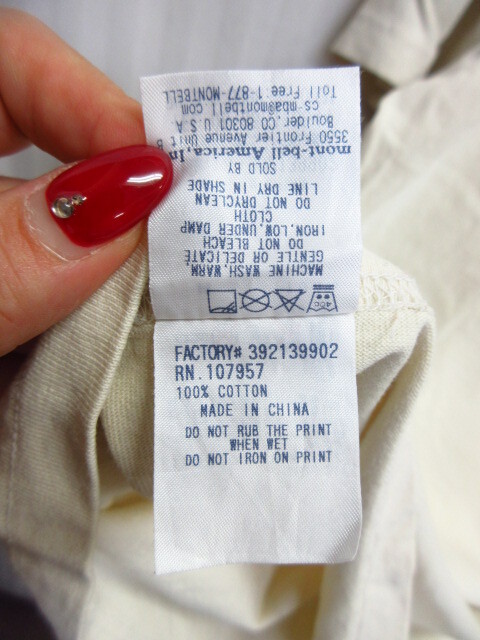 FACTORY# 392139902
RN.107957
100% COTTON
MADE IN CHINA
DO NOT RUB THE PRINT
WHEN WET
DO NOT IRON ON PRINT
40C
MACHINE WASH, WARM,
GENTLE OR DELICATE
DO NOT BLEACH
IRON,LOW,UNDER DAMP
CLOTH
DO NOT DRYCLEAN
LINE DRY IN SHADE
SOLD BY
mont-bell America,In
3550 Frontier Avenue Unit
Boulder, CO 80301 U S A
cs-mba@montbell com
Toll Free 1-877-MONTBELL